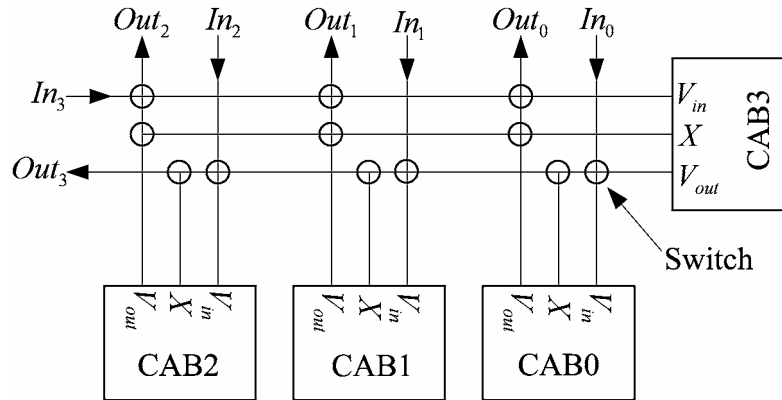 Out2 In2 Out1 In1 Out0 In0
In3
Vin
X
CAB3
Out3
Vout
Switch
Vout X Vin Vout X Vin Vout X Vin
CAB2 CAB1 CAB0